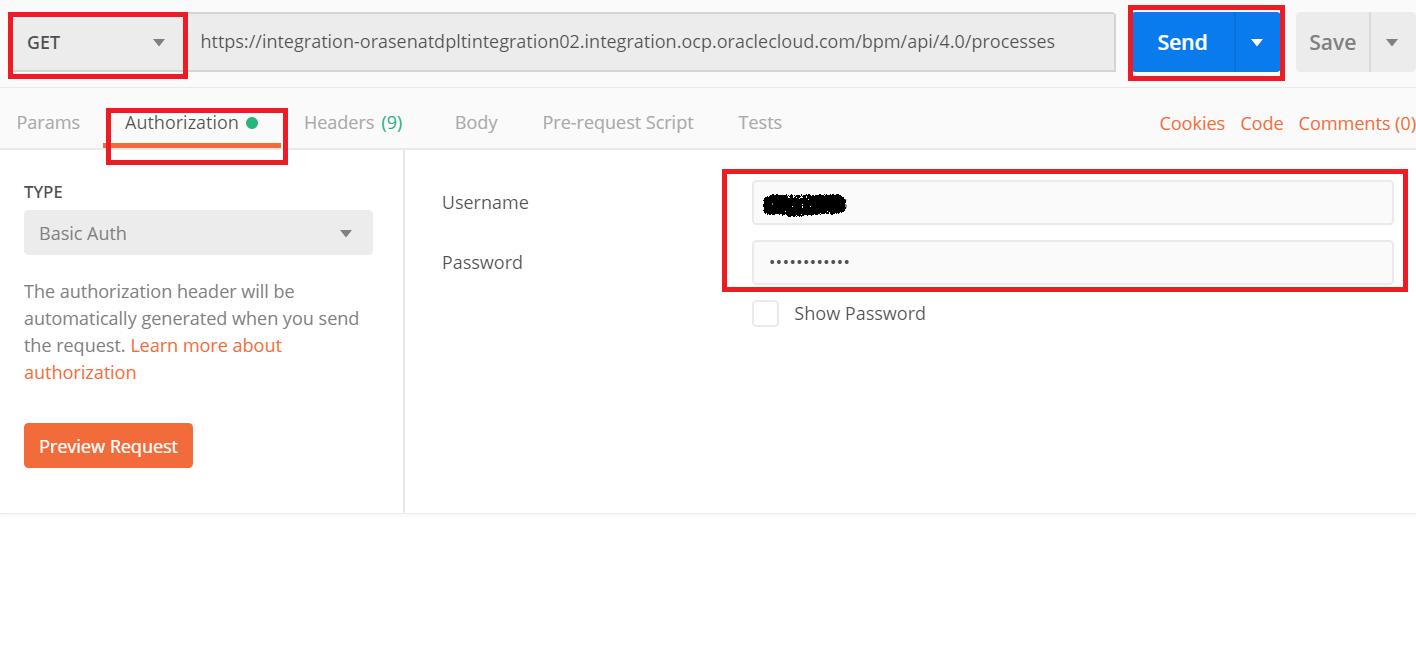 GET https://integration-orasenatdpltintegration02.integration.ocp.oraclecloud.com/bpm/api/4.0/processes Send Save
Params Authorization Headers (9) Body Pre-request Script Tests Cookies Code Comments (0)
TYPE
Basic Auth
The authorization header will be
automatically generated when you send
the request. Learn more about
authorization
Preview Request
Username
Password
••••••••••••
Show Password